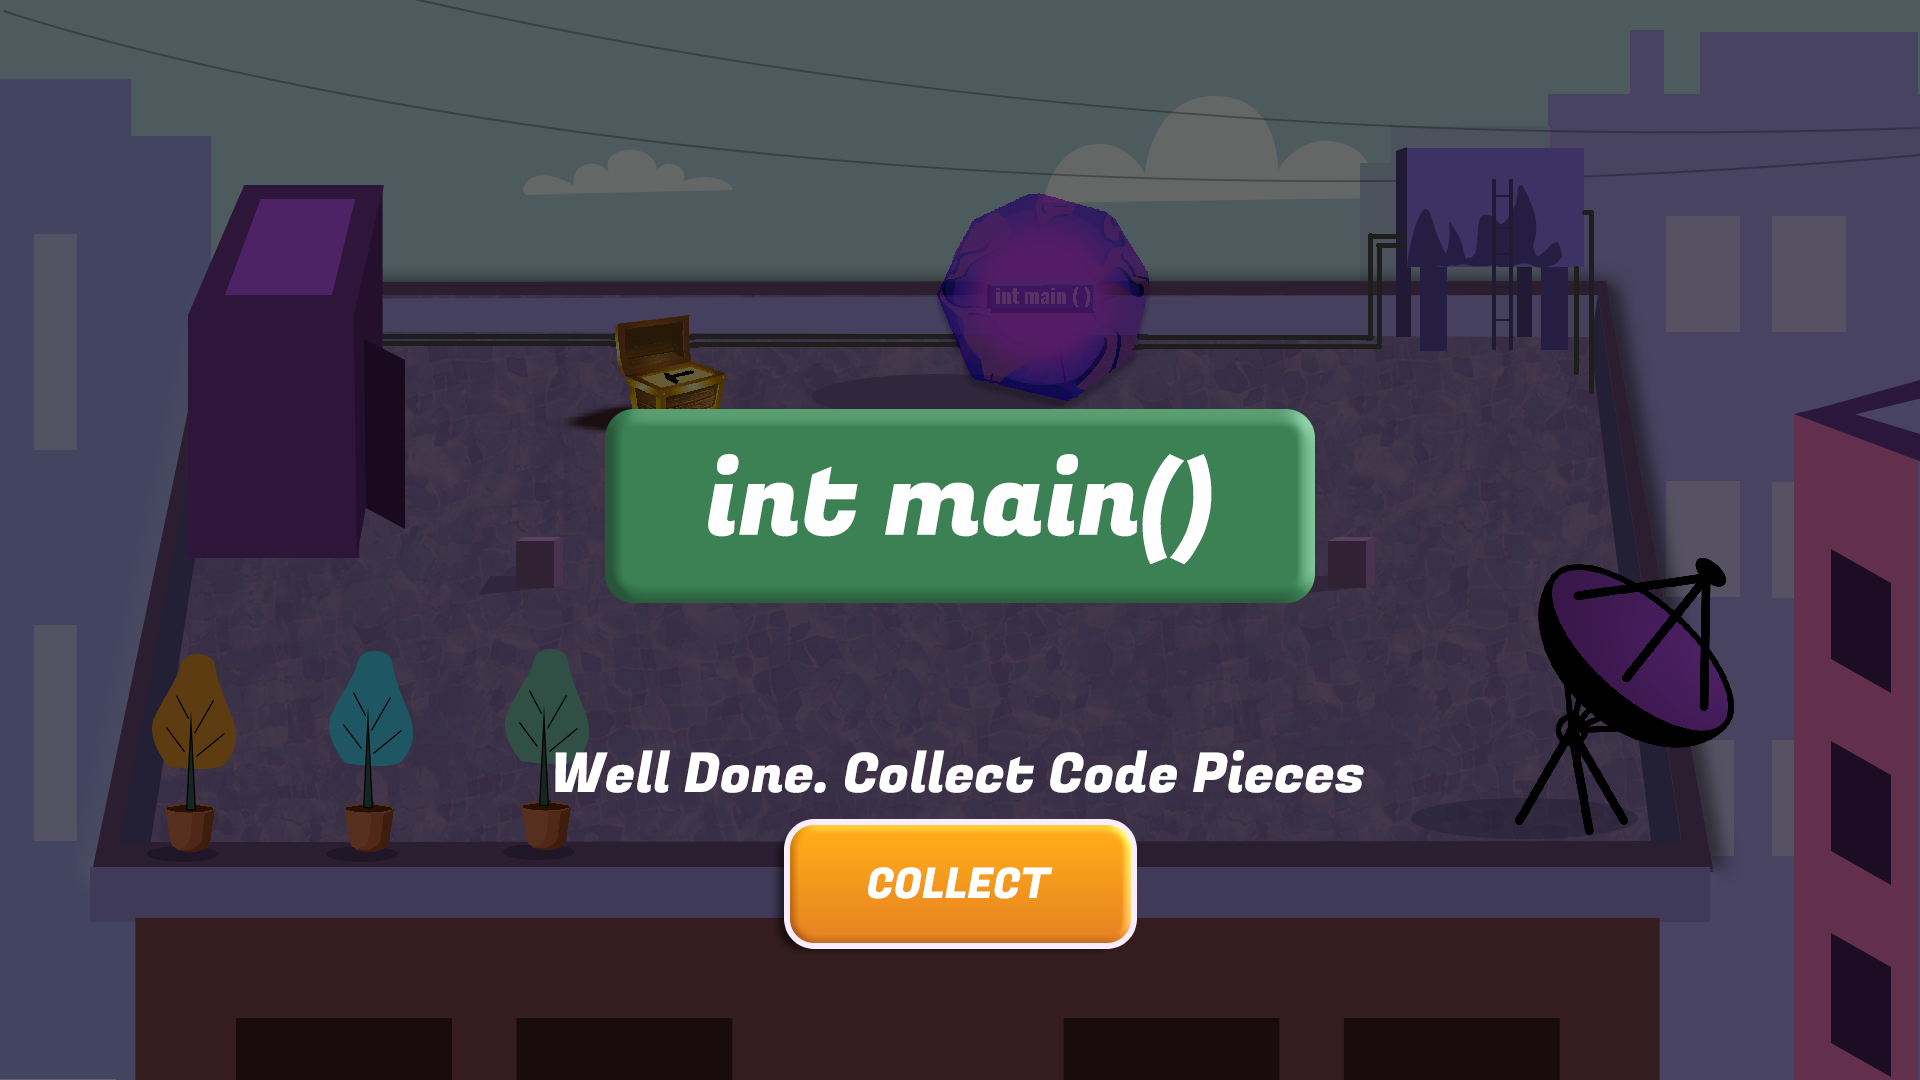 int main ( )
int main()
Well Done. Collect Code Pieces
COLLECT